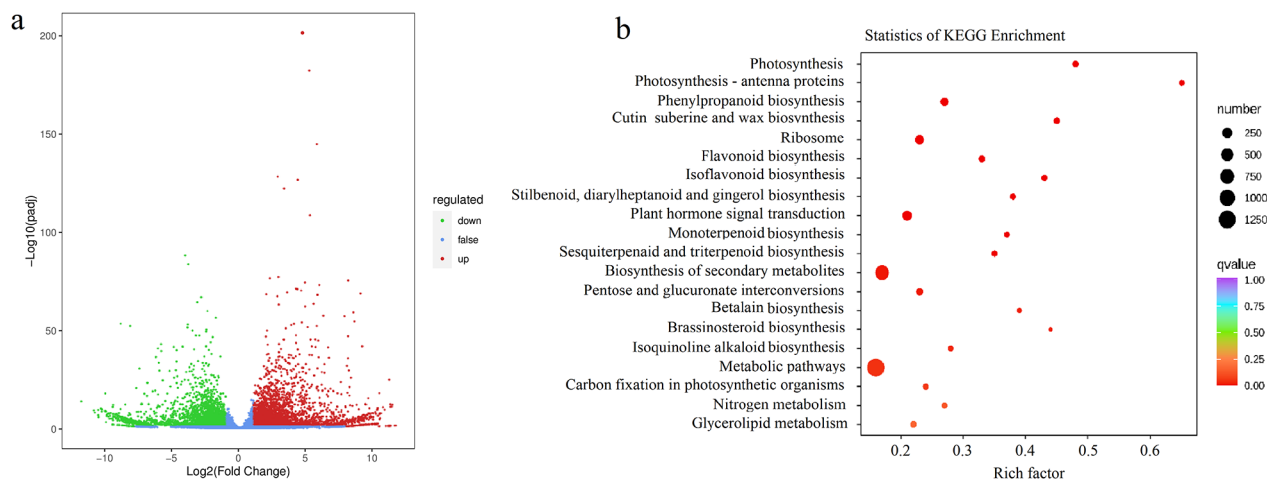 a
200
150
100
50
0
−Log10(padj)
−10
−5
0
5
10
Log2(Fold Change)
regulated
down
false
up
b
Statistics of KEGG Enrichment
Photosynthesis
Photosynthesis - antenna proteins
Phenylpropanoid biosynthesis
Cutin suberine and wax biovnthesis
Ribosome
Flavonoid biosynthesis
Isoflavonoid biosynthesis
Stilbenoid, diarylheptanoid and gingerol biosynthesis
Plant hormone signal transduction
Monoterpenoid biosynthesis
Sesquiterpenaid and triterpenoid biosynthesis
Biosynthesis of secondary metabolites
Pentose and glucuronate interconversions
Betalain biosynthesis
Brassinosteroid biosynthesis
Isoquinoline alkaloid biosynthesis
Metabolic pathways
Carbon fixation in photosynthetic organisms
Nitrogen metabolism
Glycerolipid metabolism
0.2
0.3
0.4
0.5
0.6
Rich factor
number
250
500
750
1000
1250
qvalue
1.00
0.75
0.50
0.25
0.00